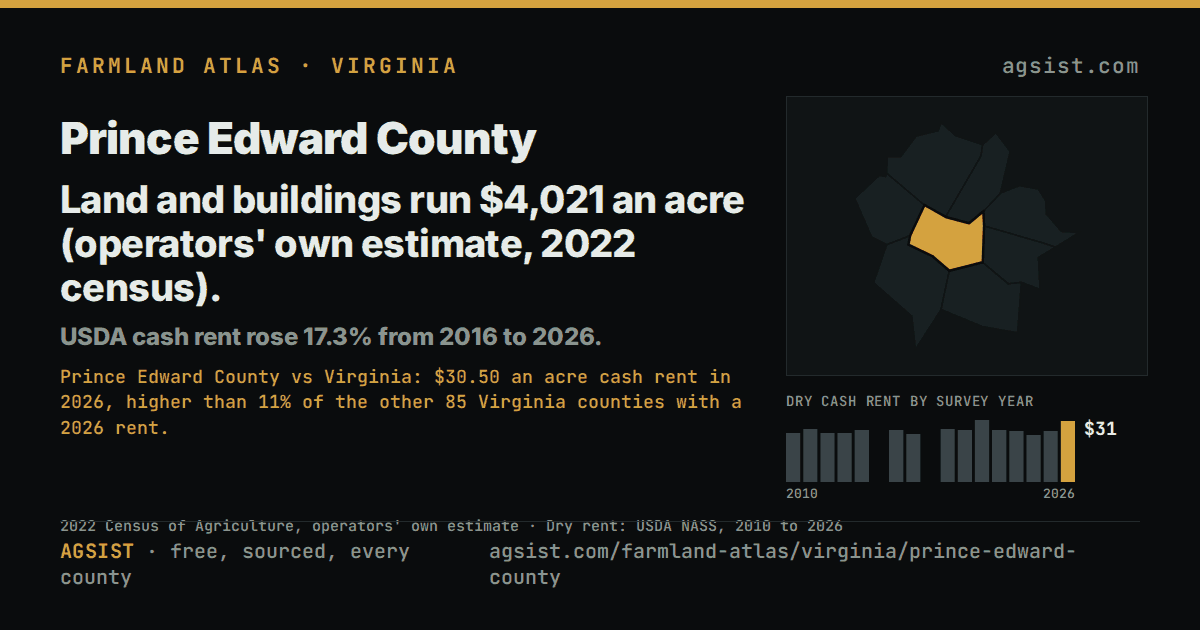 FARMLAND ATLAS · VIRGINIA
agsist.com
Prince Edward County
Land and buildings run $4,021 an acre
(operators' own estimate, 2022
census).
USDA cash rent rose 17.3% from 2016 to 2026.
Prince Edward County vs Virginia: $30.50 an acre cash rent in
2026, higher than 11% of the other 85 Virginia counties with a
2026 rent.
DRY CASH RENT BY SURVEY YEAR
$31
2010
2026
2022 Census of Agriculture, operators' own estimate · Dry rent: USDA NASS, 2010 to 2026
AGSIST · free, sourced, every
county
agsist.com/farmland-atlas/virginia/prince-edward-
county